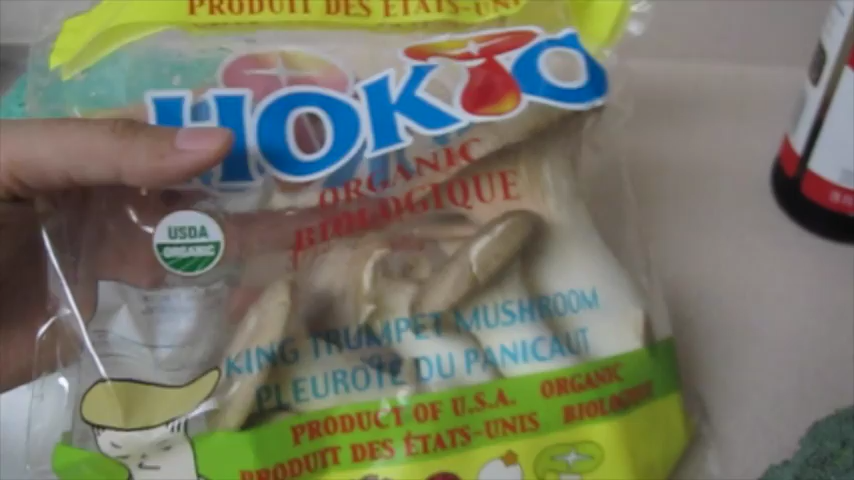 PRODUIT DES ÉTATS-UNIS
HOKTO
ORGANIC
BIOLOGIQUE
USDA
ORGANIC
KING TRUMPET MUSHROOM
PLEUROTE DU PANICAUT
PRODUCT OF U.S.A. ORGANIC
PRODUIT DES ÉTATS-UNIS BIOLOGIQUE